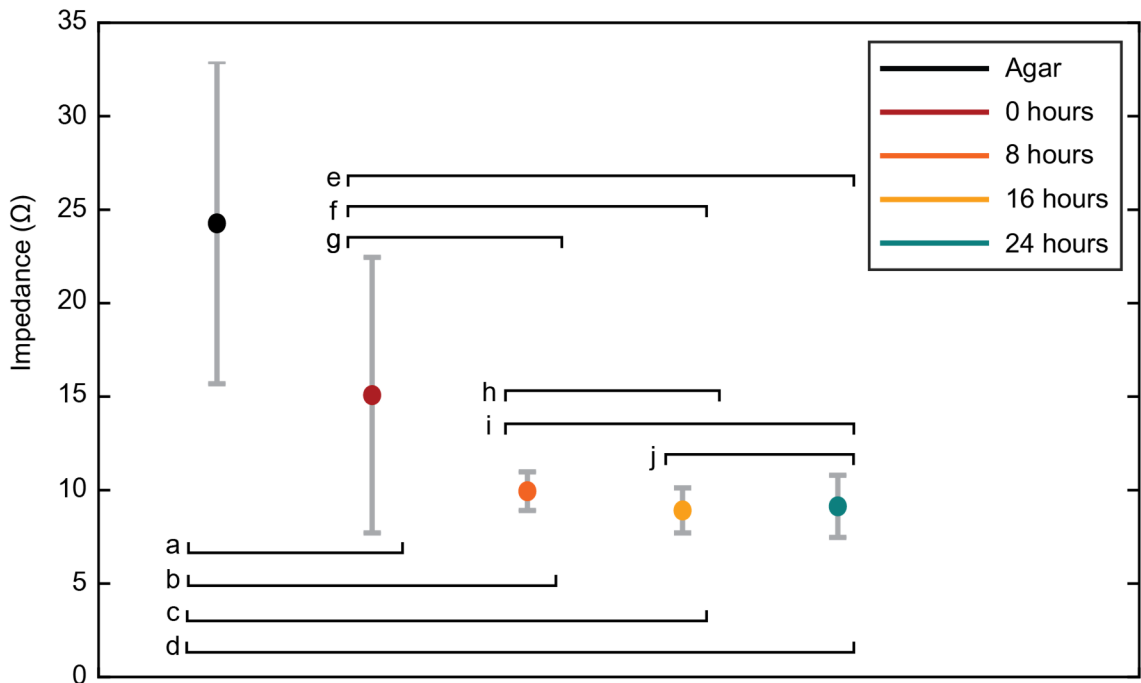 35
30
25
20
15
10
5
0
Impedance (Ω)
Agar
0 hours
8 hours
16 hours
24 hours
e
f
g
h
i
j
a
b
c
d